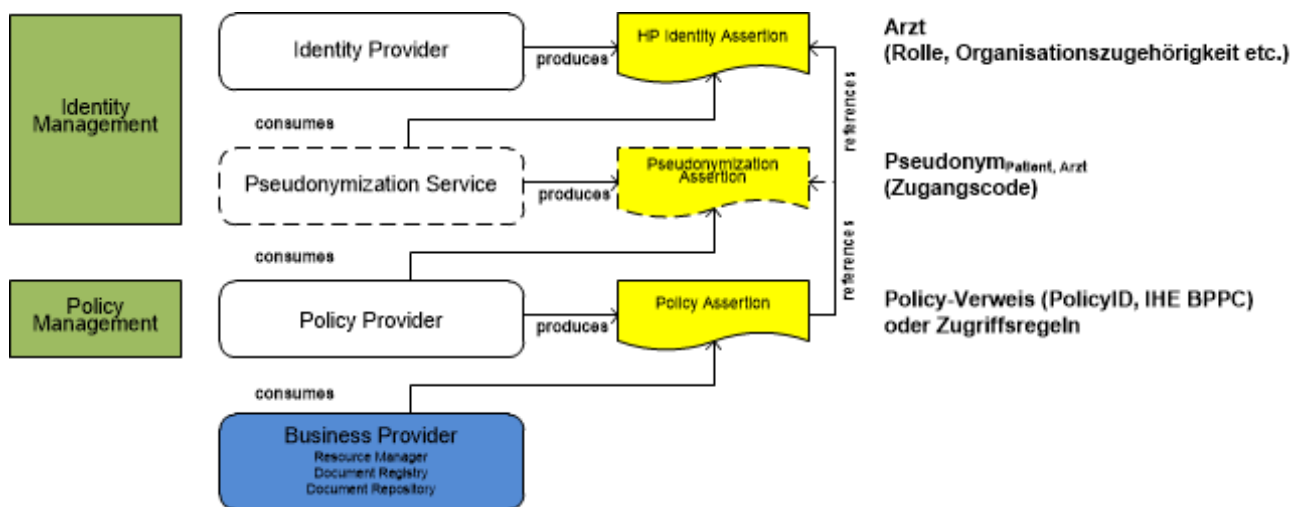 Identity
Management
Identity Provider
produces
HP Identity Assertion
Arzt
(Rolle, Organisationszugehörigkeit etc.)
consumes
references
Pseudonymization Service
produces
Pseudonymization
Assertion
Pseudonym Patient, Arzt
(Zugangscode)
consumes
references
Policy
Management
Policy Provider
produces
Policy Assertion
Policy-Verweis (PolicyID, IHE BPPC)
oder Zugriffsregeln
consumes
Business Provider
Resource Manager
Document Registry
Document Repository